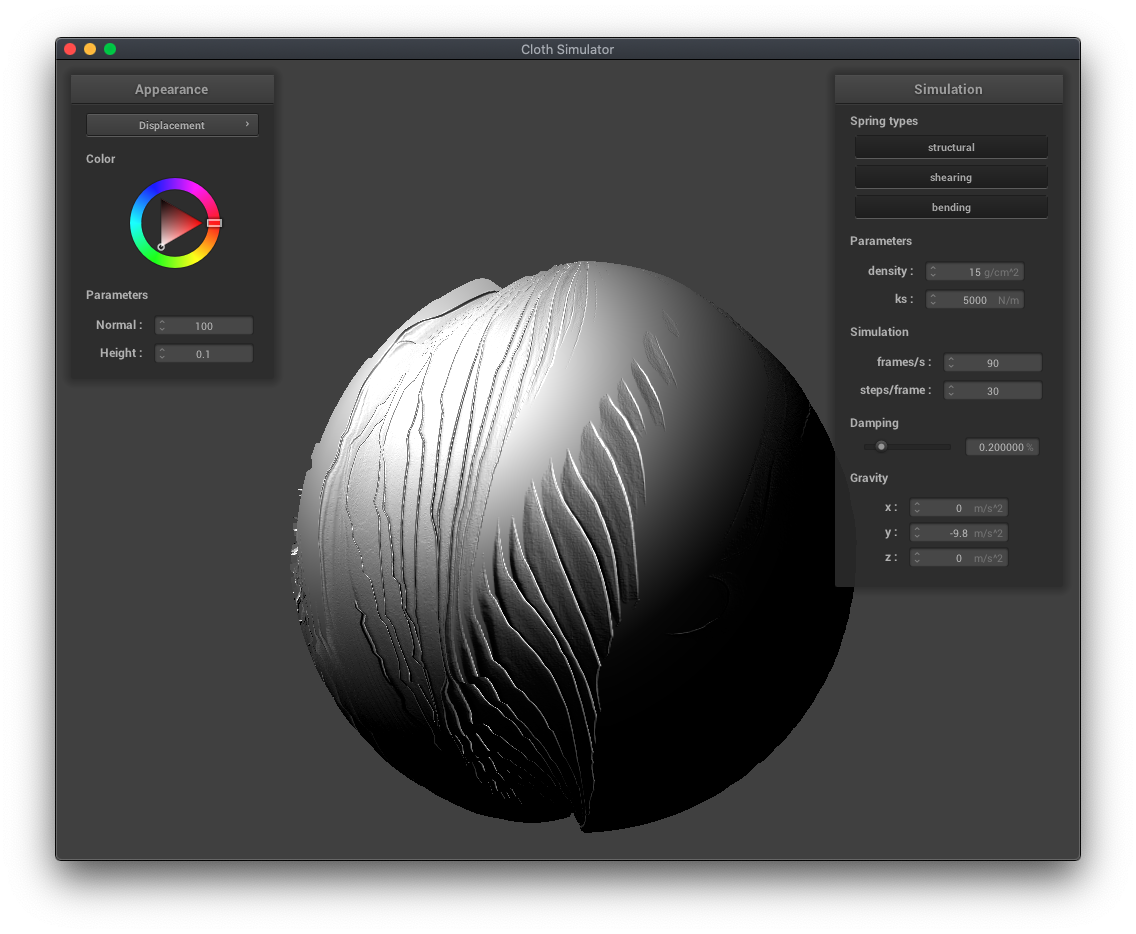 Cloth Simulator
Appearance
Displacement ›
Color
Parameters
Normal : 100
Height : 0.1
Simulation
Spring types
structural
shearing
bending
Parameters
density : 15 g/cm^2
ks : 5000 N/m
Simulation
frames/s : 90
steps/frame : 30
Damping
0.200000 %
Gravity
x : 0 m/s^2
y : -9.8 m/s^2
z : 0 m/s^2